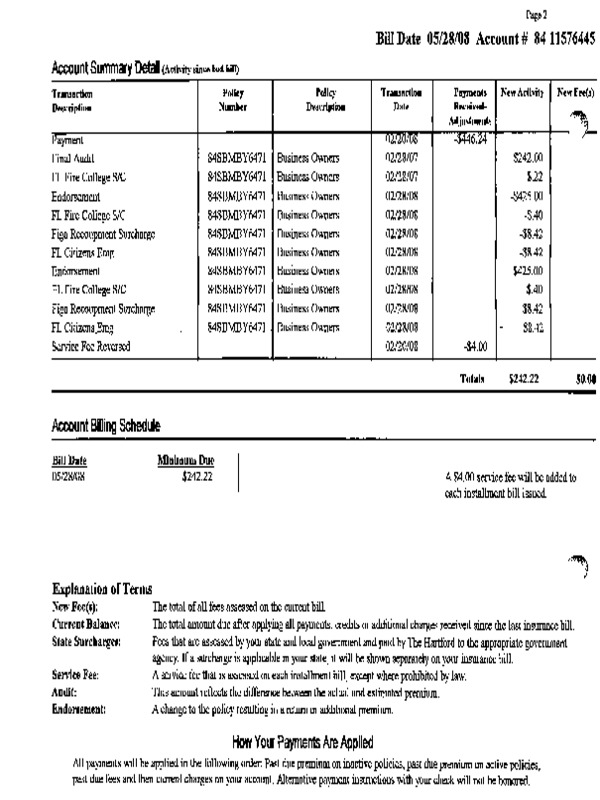 Page 2
Bill Date 05/28/08 Account # 84 11576445
Account Summary Detail (Activity since last bill)
Transaction Description Policy Number Policy Description Transaction Date Payments Received- Adjustments New Activity New Fee(s)
Payment 02/20/08 -$446.24
Final Audit 84SBMBY6471 Business Owners 02/28/07 $242.00
FL Fire College S/C 84SBMBY6471 Business Owners 02/28/07 $.22
Endorsement 84SBMBY6471 Business Owners 02/28/08 -$425.00
FL Fire College S/C 84SBMBY6471 Business Owners 02/28/08 -$.40
Figa Recoupment Surcharge 84SBMBY6471 Business Owners 02/28/08 -$8.42
FL Citizens Emg 84SBMBY6471 Business Owners 02/28/08 -$8.42
Endorsement 84SBMBY6471 Business Owners 02/28/08 $425.00
FL Fire College S/C 84SBMBY6471 Business Owners 02/28/08 $.40
Figa Recoupment Surcharge 84SBMBY6471 Business Owners 02/28/08 $8.42
FL Citizens Emg 84SBMBY6471 Business Owners 02/28/08 $8.42
Service Fee Reversed 02/20/08 -$4.00
Totals $242.22 $0.00
Account Billing Schedule
Bill Date Minimum Due
05/28/08 $242.22 A $4.00 service fee will be added to
each installment bill issued.
Explanation of Terms
New Fee(s): The total of all fees assessed on the current bill.
Current Balance: The total amount due after applying all payments, credits or additional charges received since the last insurance bill.
State Surcharges: Fees that are assessed by your state and local government and paid by The Hartford to the appropriate government
agency. If a surcharge is applicable in your state, it will be shown separately on your insurance bill.
Service Fee: A service fee that is assessed on each installment bill, except where prohibited by law.
Audit: This amount reflects the difference between the actual and estimated premium.
Endorsement: A change to the policy resulting in a return or additional premium.
How Your Payments Are Applied
All payments will be applied in the following order: Past due premium on inactive policies, past due premium on active policies,
past due fees and then current charges on your account. Alternative payment instructions with your check will not be honored.